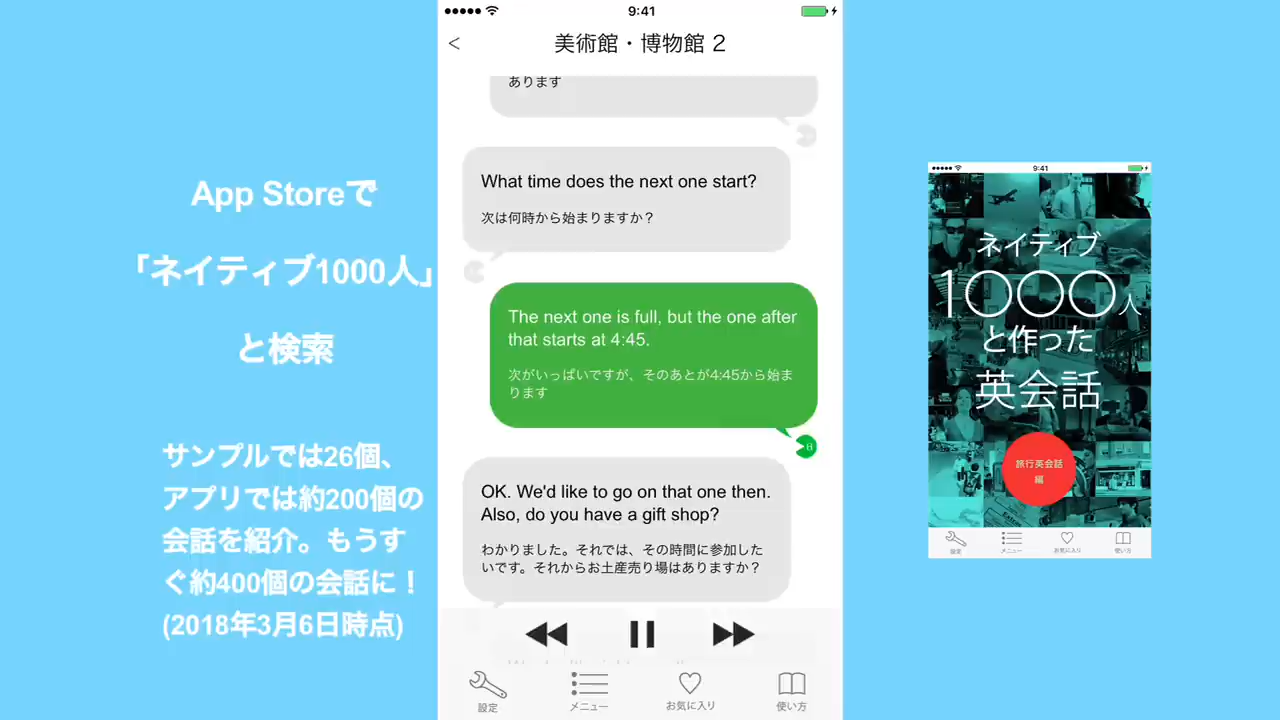 App Storeで
「ネイティブ1000人」
と検索
サンプルでは26個、
アプリでは約200個の
会話を紹介。もうす
ぐ約400個の会話に！
(2018年3月6日時点)
9:41
<
美術館・博物館 2
あります
What time does the next one start?
次は何時から始まりますか？
The next one is full, but the one after
that starts at 4:45.
次がいっぱいですが、そのあとが4:45から始ま
ります
B
OK. We'd like to go on that one then.
Also, do you have a gift shop?
わかりました。それでは、その時間に参加した
いです。それからお土産売り場はありますか？
設定
メニュー
お気に入り
使い方
9:41
ネイティブ
1000人
と作った
英会話
旅行英会話
編
設定
メニュー
お気に入り
使い方